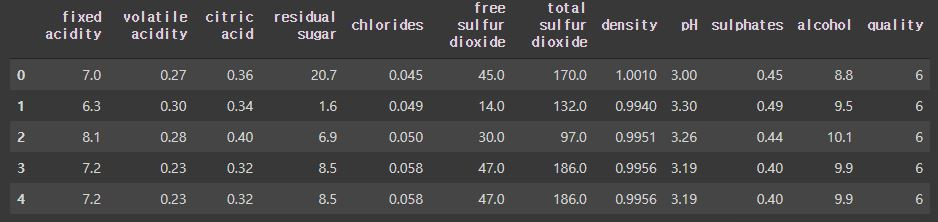 fixed acidity volatile acidity citric acid residual sugar chlorides free sulfur dioxide total sulfur dioxide density pH sulphates alcohol quality
0 7.0 0.27 0.36 20.7 0.045 45.0 170.0 1.0010 3.00 0.45 8.8 6
1 6.3 0.30 0.34 1.6 0.049 14.0 132.0 0.9940 3.30 0.49 9.5 6
2 8.1 0.28 0.40 6.9 0.050 30.0 97.0 0.9951 3.26 0.44 10.1 6
3 7.2 0.23 0.32 8.5 0.058 47.0 186.0 0.9956 3.19 0.40 9.9 6
4 7.2 0.23 0.32 8.5 0.058 47.0 186.0 0.9956 3.19 0.40 9.9 6